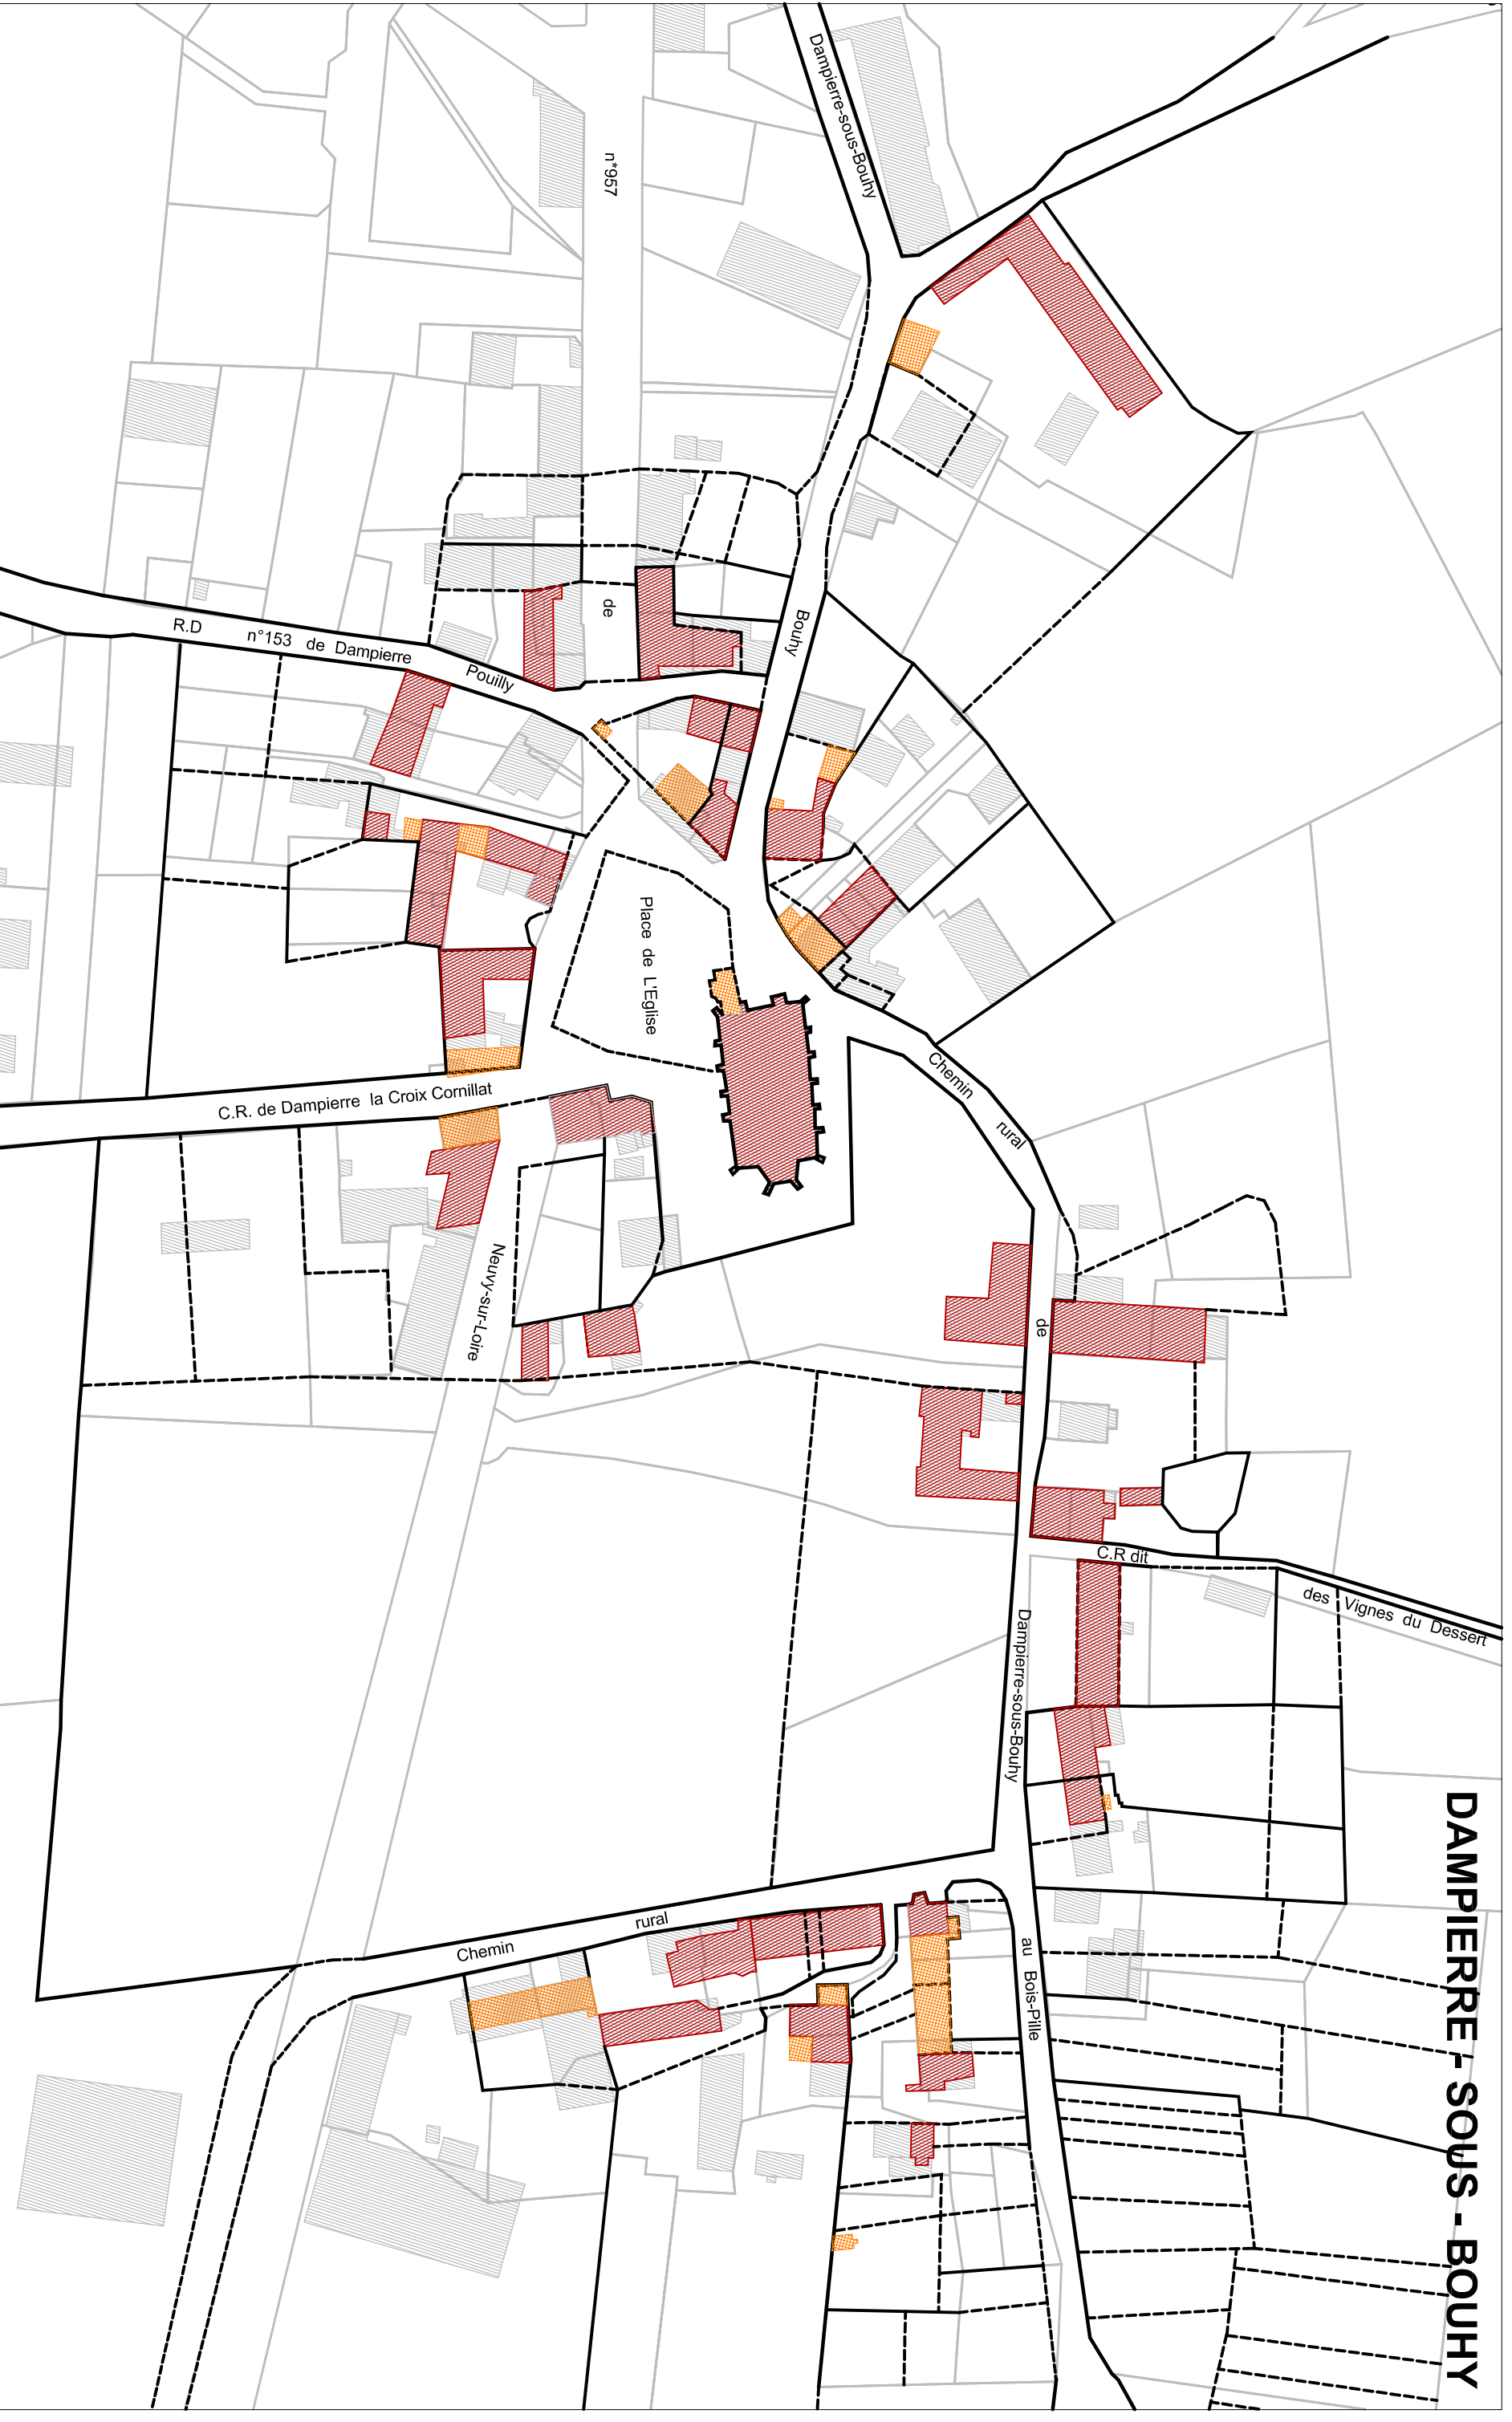 DAMPIERRE - SOUS - BOUHY
Dampierre-sous-Bouhy
n*957
de
Bouhy
R.D n°153 de Dampierre
Pouilly
Place de L'Eglise
C.R. de Dampierre la Croix Cornillat
Neuvy-sur-Loire
Chemin
rural
de
Dampierre-sous-Bouhy
au Bois-Pille
C.R dit
des Vignes du Dessert
Chemin
rural